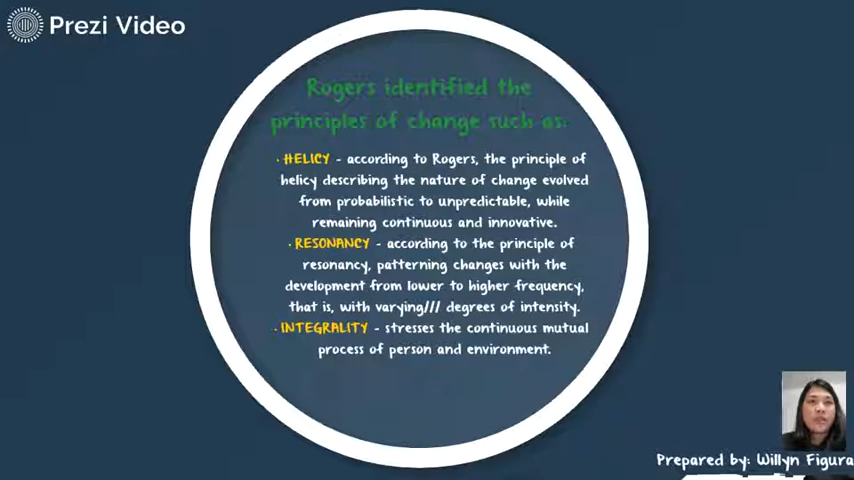 Prezi Video
Rogers identified the
principles of change such as:
· HELICY - according to Rogers, the principle of
helicy describing the nature of change evolved
from probabilistic to unpredictable, while
remaining continuous and innovative.
· RESONANCY - according to the principle of
resonancy, patterning changes with the
development from lower to higher frequency,
that is, with varying/// degrees of intensity.
· INTEGRALITY - stresses the continuous mutual
process of person and environment.
Prepared by: Willyn Figura